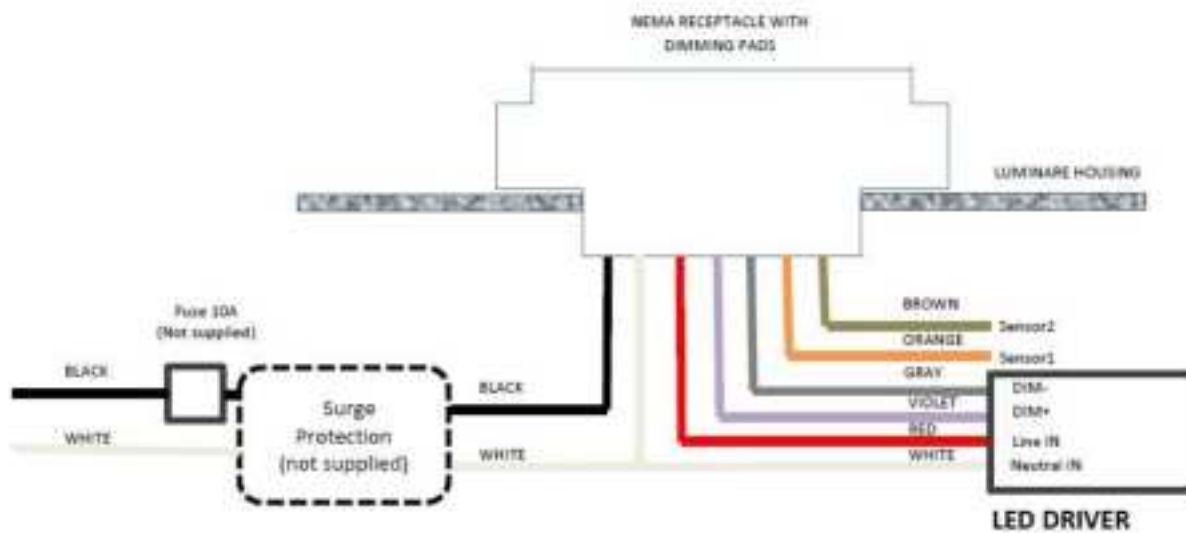 NEMA RECEPTACLE WITH
DIMMING PADS
LUMINARE HOUSING
Fuse 10A
(Not supplied)
BROWN
Sensor2
ORANGE
Sensor1
BLACK
BLACK
GRAY
DIM-
Surge
Protection
(not supplied)
VIOLET
DIM+
WHITE
RED
Line IN
WHITE
WHITE
Neutral IN
LED DRIVER